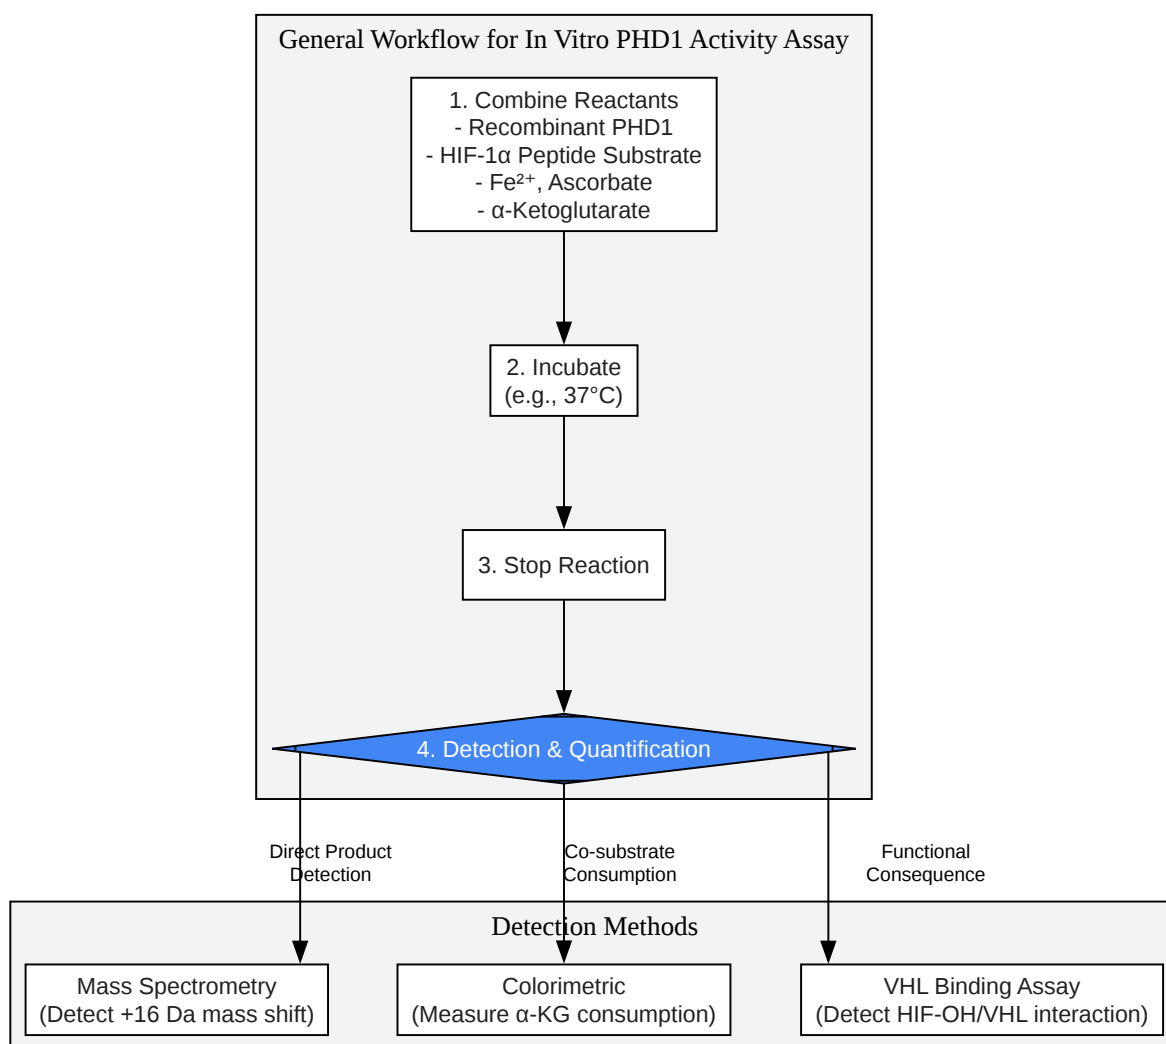 General Workflow for In Vitro PHD1 Activity Assay
1. Combine Reactants
- Recombinant PHD1
- HIF-1α Peptide Substrate
- Fe²⁺, Ascorbate
- α-Ketoglutarate
2. Incubate
(e.g., 37°C)
3. Stop Reaction
4. Detection & Quantification
Direct Product
Detection
Co-substrate
Consumption
Functional
Consequence
Detection Methods
Mass Spectrometry
(Detect +16 Da mass shift)
Colorimetric
(Measure α-KG consumption)
VHL Binding Assay
(Detect HIF-OH/VHL interaction)